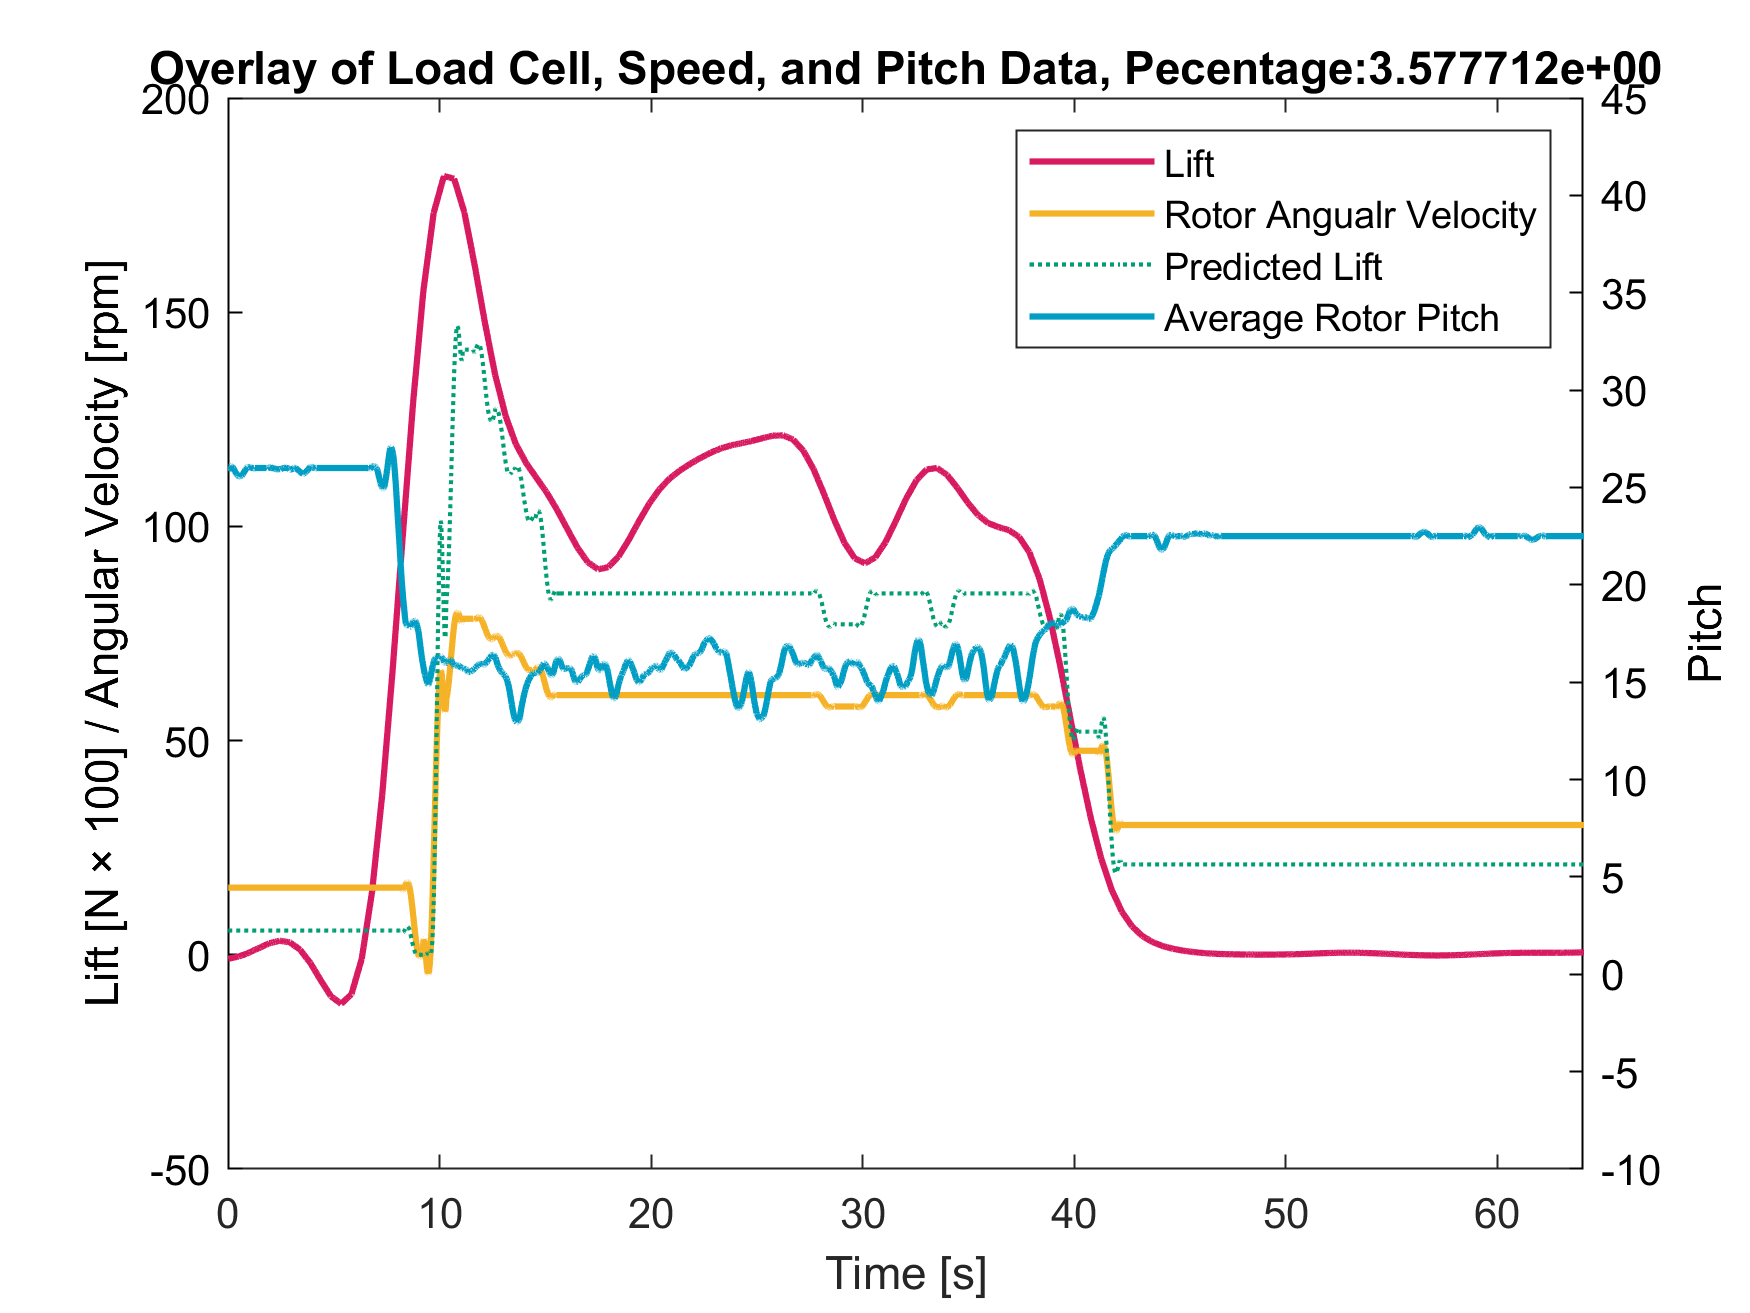 Overlay of Load Cell, Speed, and Pitch Data, Pecentage:3.577712e+00
Lift
Rotor Angualr Velocity
Predicted Lift
Average Rotor Pitch
200
150
100
50
0
-50
Lift [N × 100] / Angular Velocity [rpm]
45
40
35
30
25
20
15
10
5
0
-5
-10
Pitch
0 10 20 30 40 50 60
Time [s]